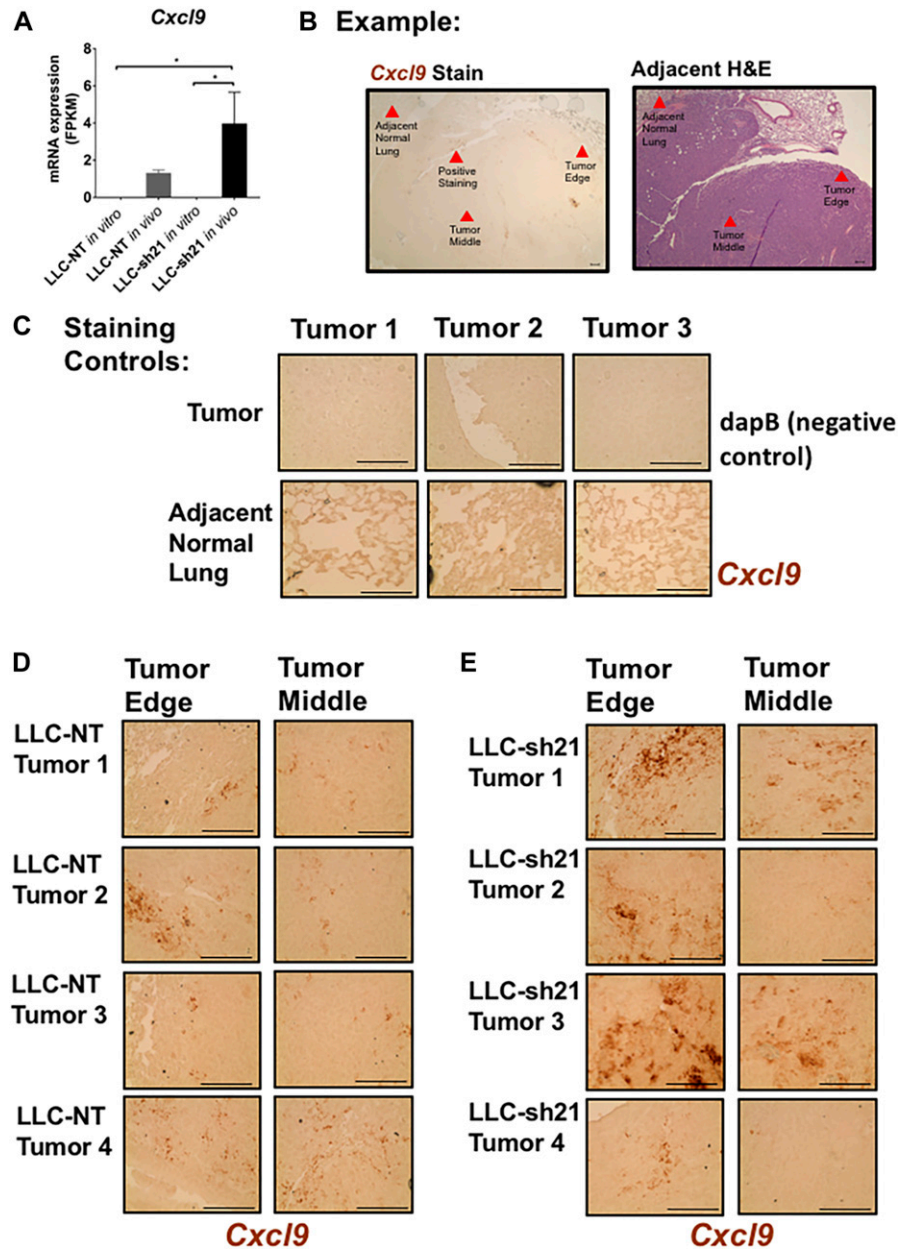 A
Cxcl9
mRNA expression
(FPKM)
8
6
4
2
0
*
*
LLC-NT in vitro
LLC-NT in vivo
LLC-sh21 in vitro
LLC-sh21 in vivo
B Example:
Cxcl9 Stain
Adjacent
Normal
Lung
Positive
Staining
Tumor
Edge
Tumor
Middle
Adjacent H&E
Adjacent
Normal
Lung
Tumor
Edge
Tumor
Middle
C Staining
Controls:
Tumor 1 Tumor 2 Tumor 3
Tumor
dapB (negative
control)
Adjacent
Normal
Lung
Cxcl9
D
Tumor
Edge
Tumor
Middle
LLC-NT
Tumor 1
LLC-NT
Tumor 2
LLC-NT
Tumor 3
LLC-NT
Tumor 4
Cxcl9
E
Tumor
Edge
Tumor
Middle
LLC-sh21
Tumor 1
LLC-sh21
Tumor 2
LLC-sh21
Tumor 3
LLC-sh21
Tumor 4
Cxcl9